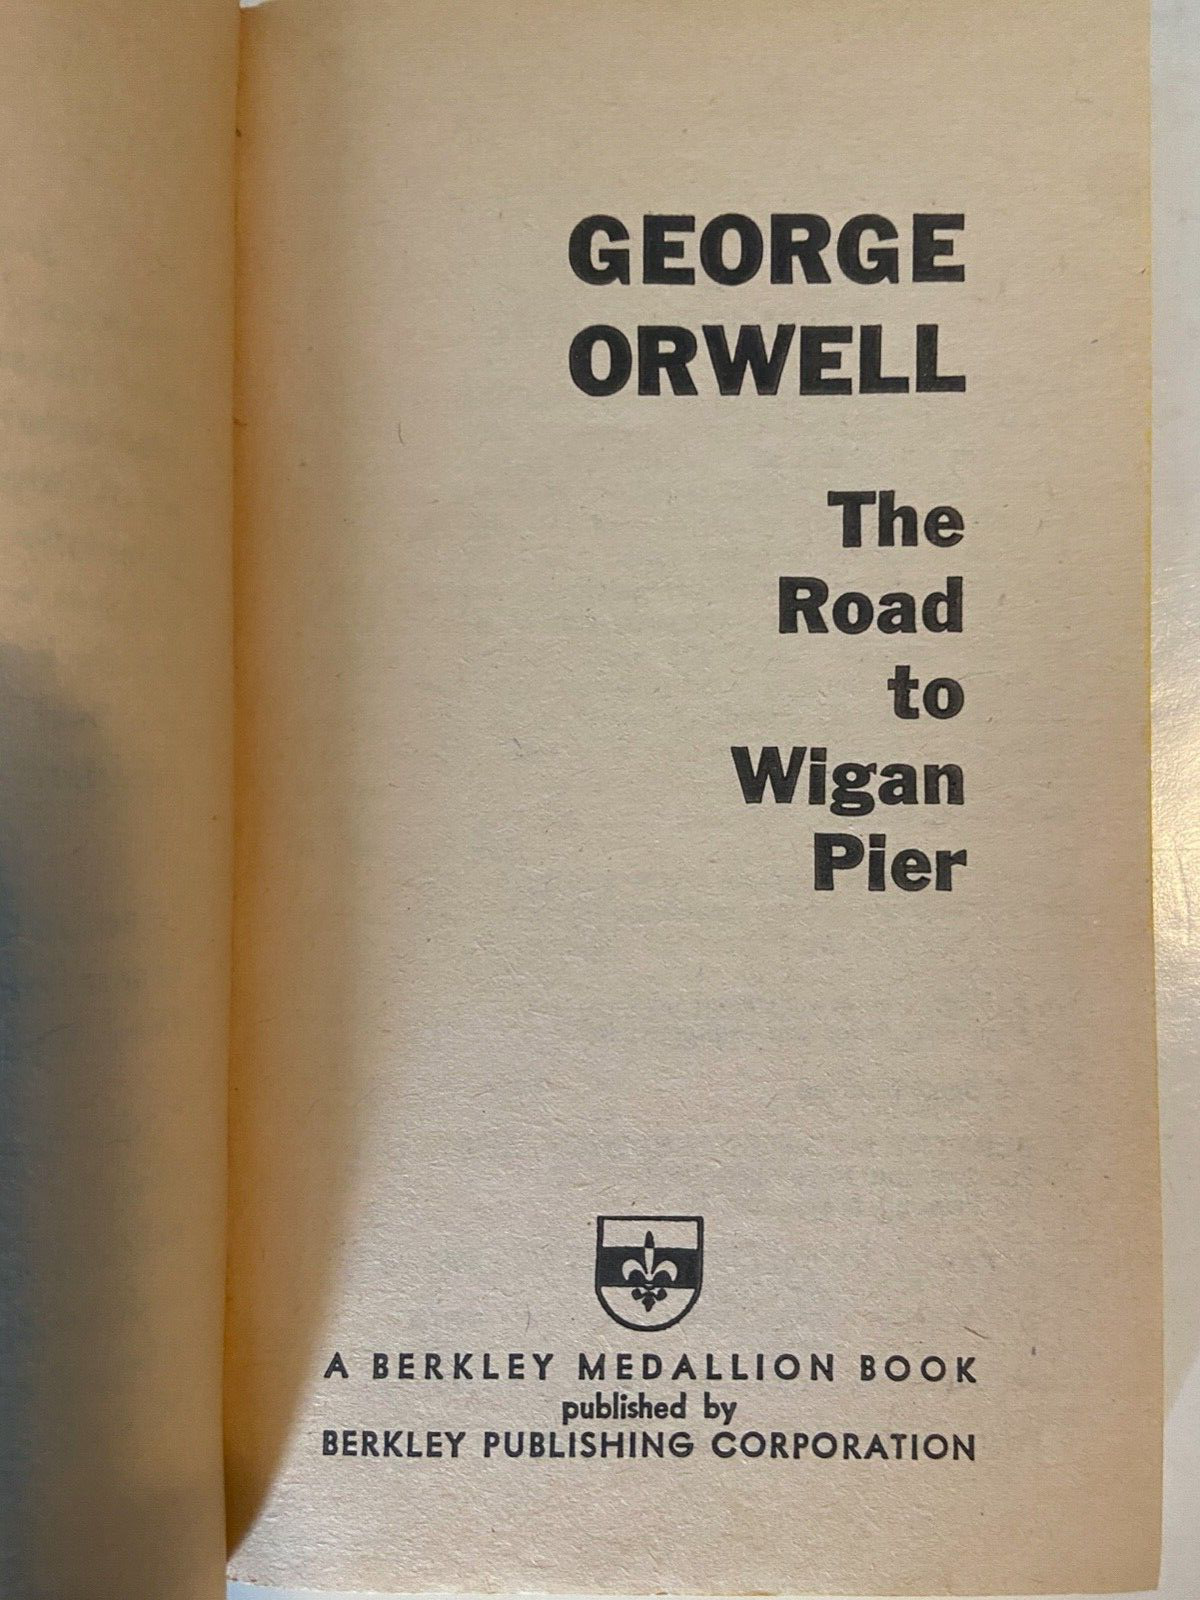 GEORGE
ORWELL
The
Road
to
Wigan
Pier
A BERKLEY MEDALLION BOOK
published by
BERKLEY PUBLISHING CORPORATION